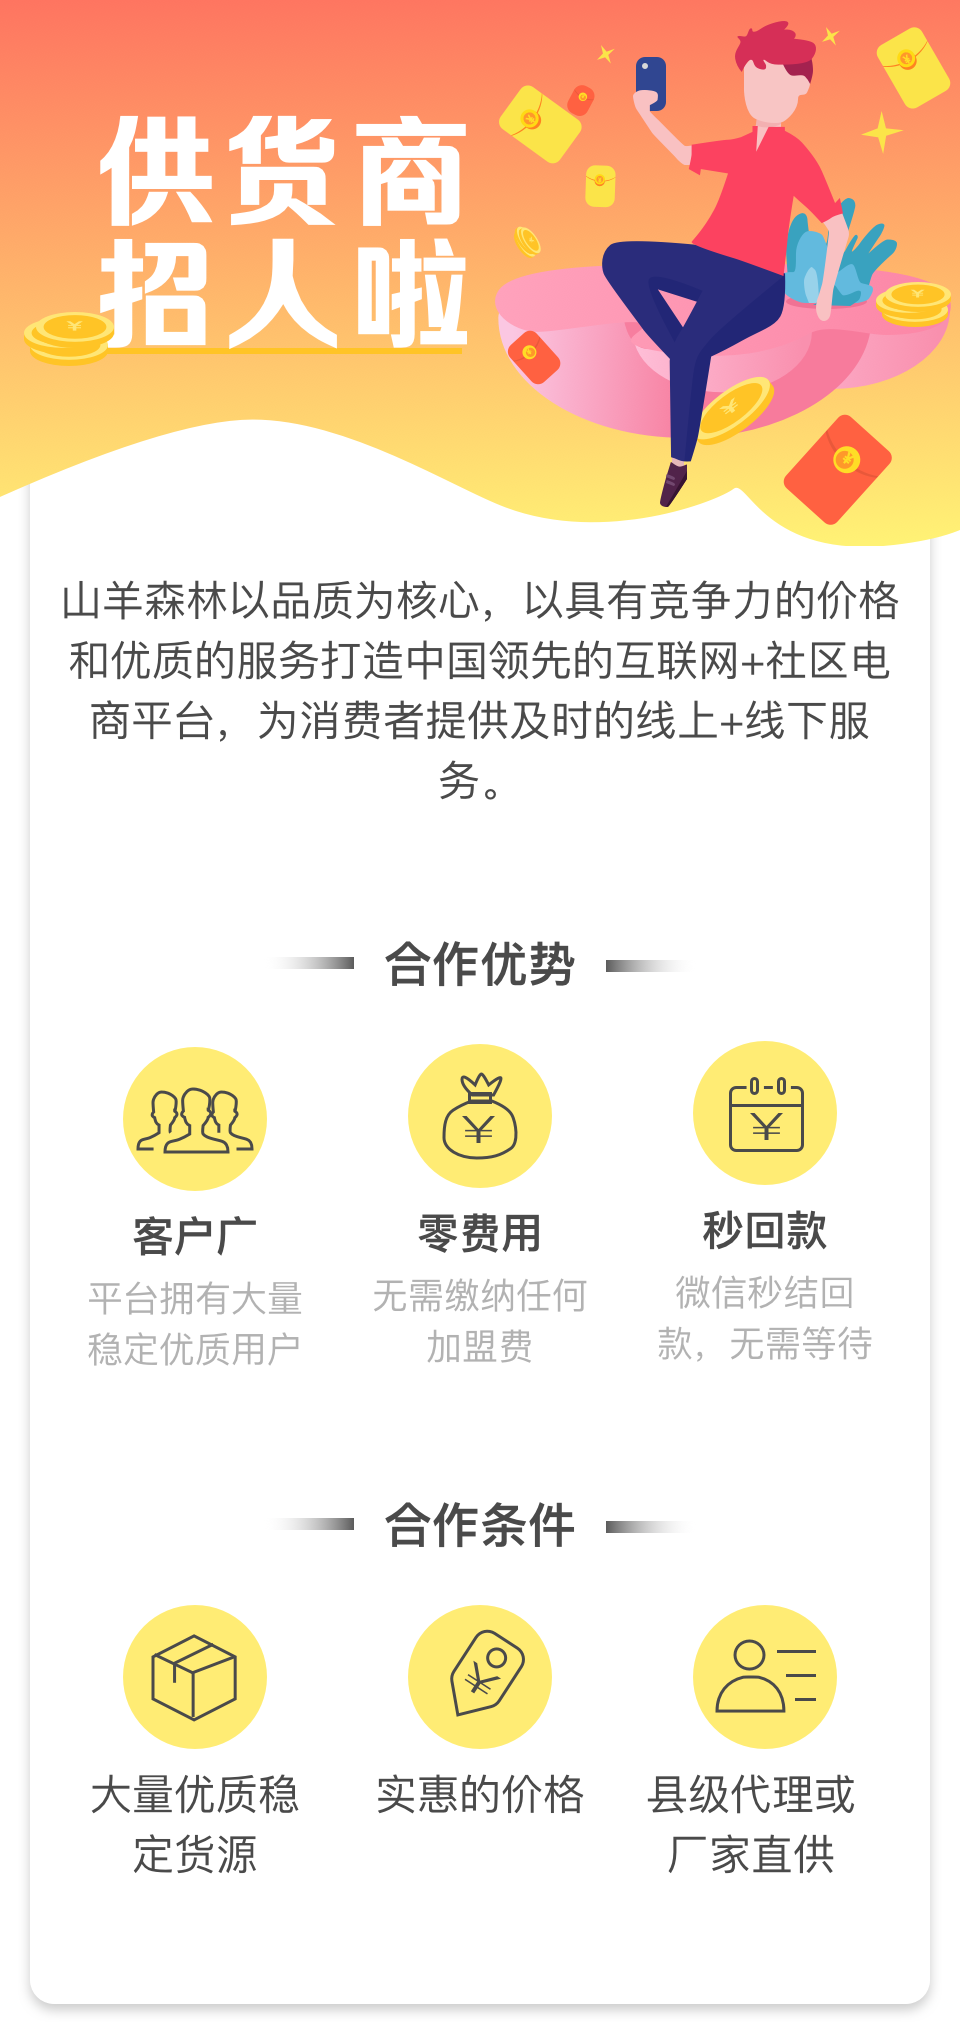 供货商
招人啦
山羊森林以品质为核心，以具有竞争力的价格
和优质的服务打造中国领先的互联网+社区电
商平台，为消费者提供及时的线上+线下服
务。
合作优势
客户广
平台拥有大量
稳定优质用户
零费用
无需缴纳任何
加盟费
秒回款
微信秒结回
款，无需等待
合作条件
大量优质稳
定货源
实惠的价格
县级代理或
厂家直供